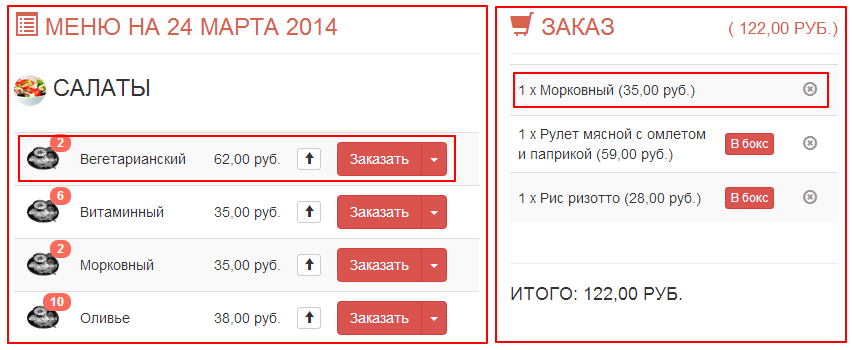 МЕНЮ НА 24 МАРТА 2014
САЛАТЫ
2
Вегетарианский 62,00 руб. Заказать
6
Витаминный 35,00 руб. Заказать
2
Морковный 35,00 руб. Заказать
10
Оливье 38,00 руб. Заказать
ЗАКАЗ ( 122,00 РУБ.)
1 x Морковный (35,00 руб.)
1 x Рулет мясной с омлетом
и паприкой (59,00 руб.) В бокс
1 x Рис ризотто (28,00 руб.) В бокс
ИТОГО: 122,00 РУБ.